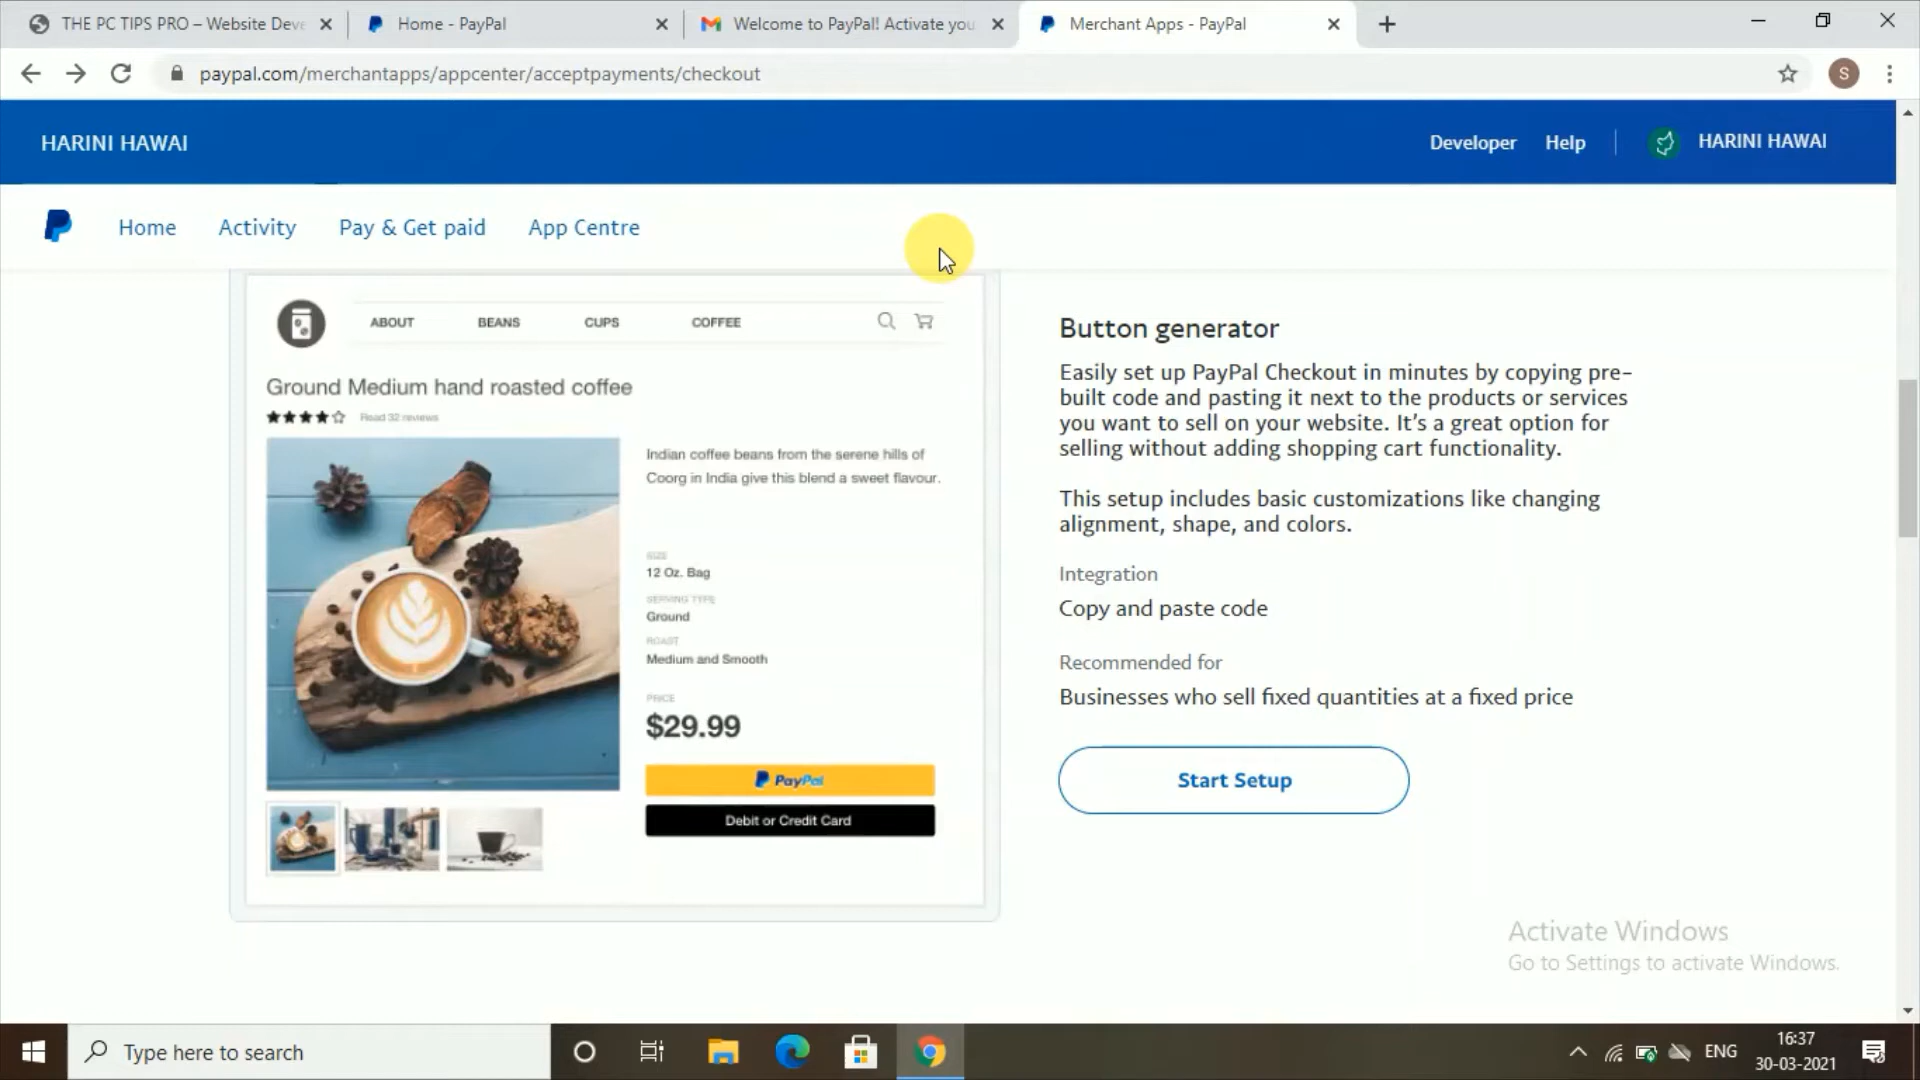 THE PC TIPS PRO – Website Deve
Home - PayPal
Welcome to PayPal! Activate you
Merchant Apps - PayPal
paypal.com/merchantapps/appcenter/acceptpayments/checkout
S
HARINI HAWAI
Developer
Help
HARINI HAWAI
Home
Activity
Pay & Get paid
App Centre
ABOUT
BEANS
CUPS
COFFEE
Ground Medium hand roasted coffee
Read 32 reviews
Indian coffee beans from the serene hills of
Coorg in India give this blend a sweet flavour.
SIZE
12 Oz. Bag
SERVING TYPE
Ground
ROAST
Medium and Smooth
PRICE
$29.99
PayPal
Debit or Credit Card
Button generator
Easily set up PayPal Checkout in minutes by copying pre-
built code and pasting it next to the products or services
you want to sell on your website. It's a great option for
selling without adding shopping cart functionality.
This setup includes basic customizations like changing
alignment, shape, and colors.
Integration
Copy and paste code
Recommended for
Businesses who sell fixed quantities at a fixed price
Start Setup
Activate Windows
Go to Settings to activate Windows.
Type here to search
ENG
16:37
30-03-2021